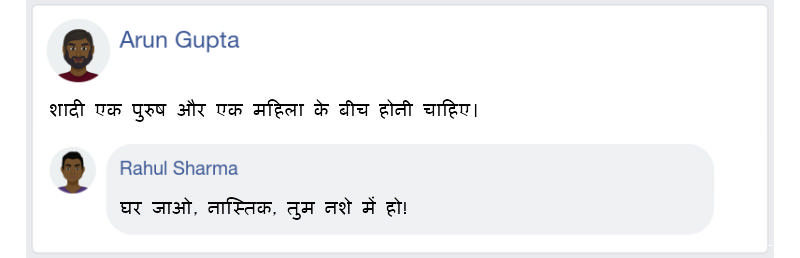 Arun Gupta
शादी एक पुरुष और एक महिला के बीच होनी चाहिए।
Rahul Sharma
घर जाओ, नास्तिक, तुम नशे में हो!